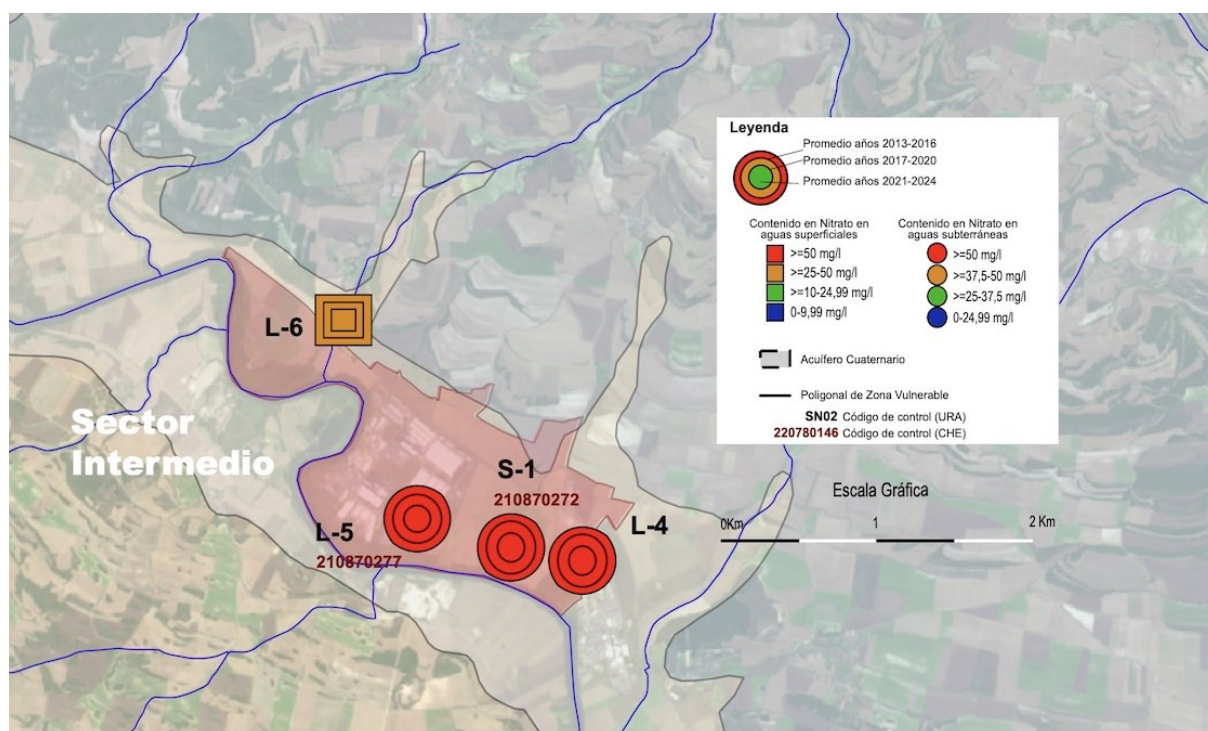 Leyenda
Promedio años 2013-2016
Promedio años 2017-2020
Promedio años 2021-2024
Contenido en Nitrato en
aguas superficiales
>=50 mg/l
>=25-50 mg/l
>=10-24,99 mg/l
0-9,99 mg/l
Contenido en Nitrato en
aguas subterráneas
>=50 mg/l
>=37,5-50 mg/l
>=25-37,5 mg/l
0-24,99 mg/l
Acuífero Cuaternario
Poligonal de Zona Vulnerable
SN02 Código de control (URA)
220780146 Código de control (CHE)
L-6
Sector
Intermedio
S-1
210870272
L-5
210870277
L-4
Escala Gráfica
0Km 1 2 Km